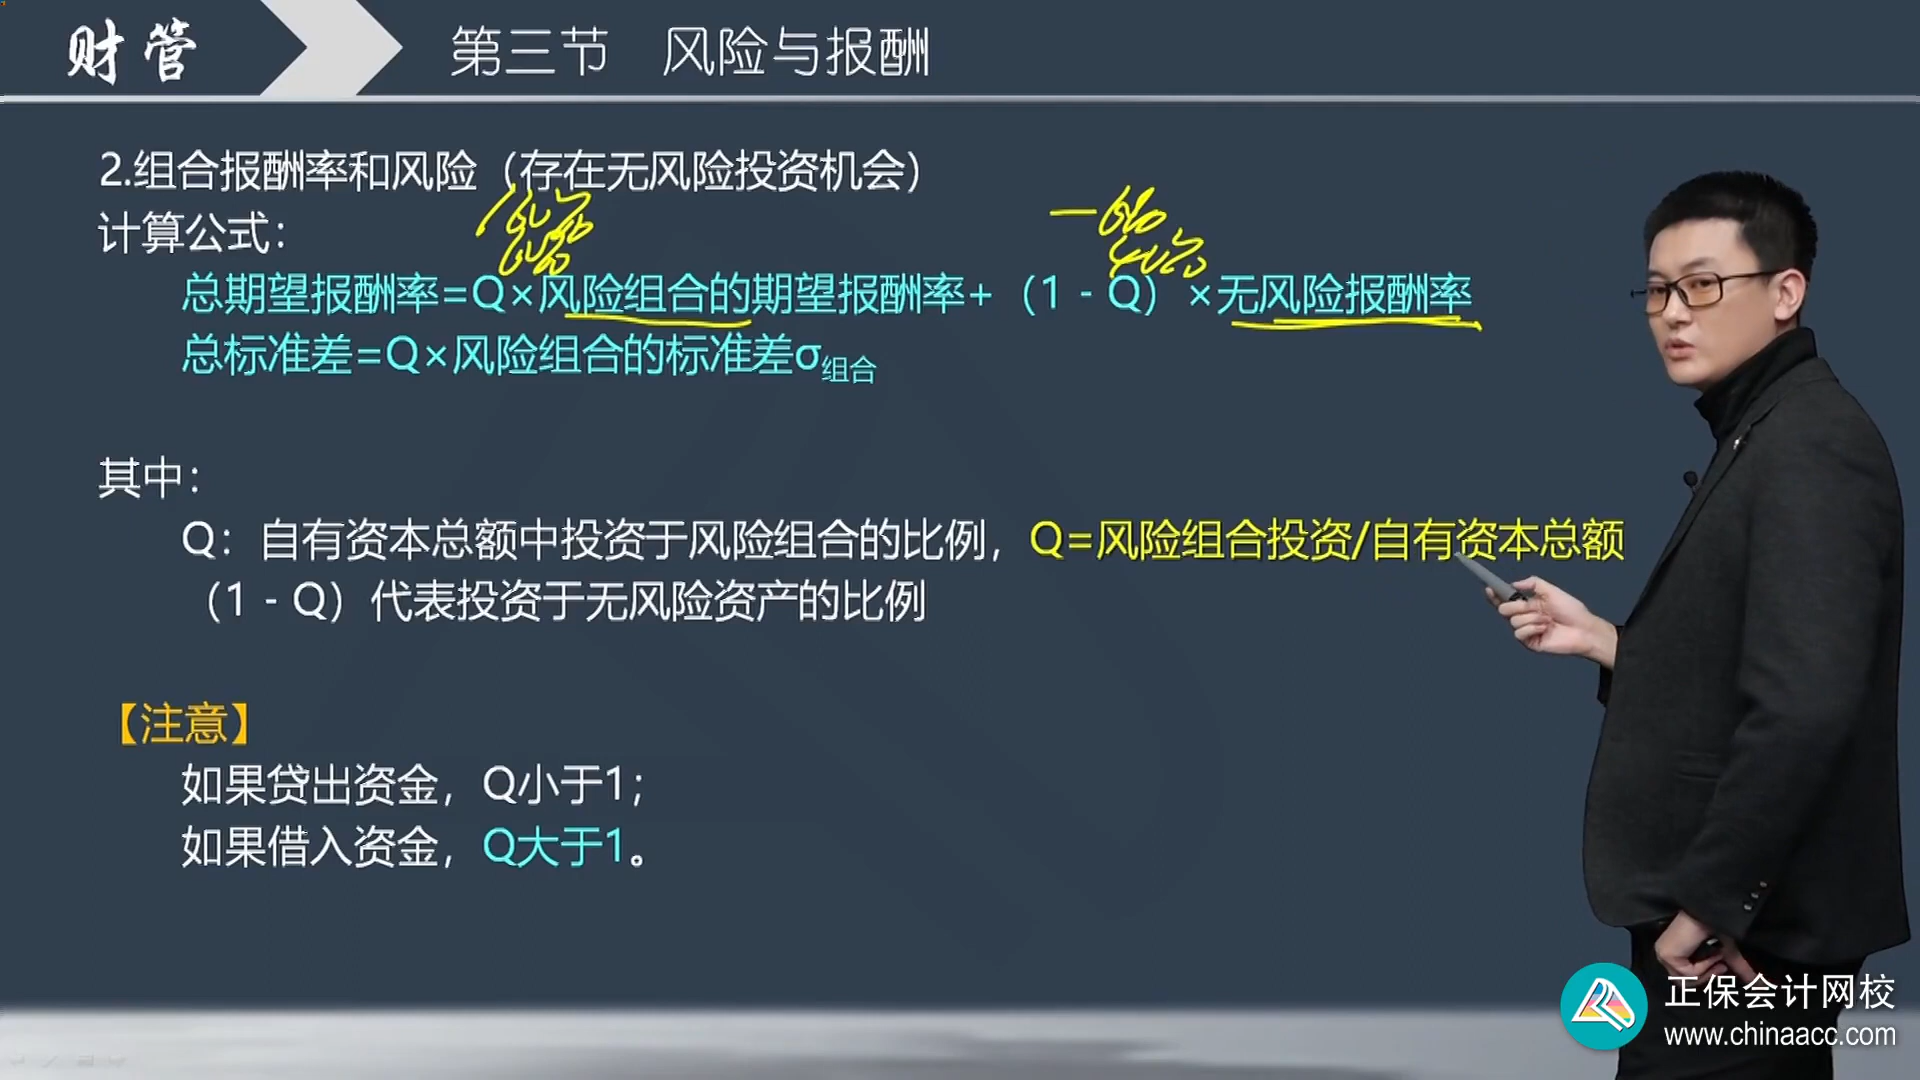 财管
第三节 风险与报酬
2.组合报酬率和风险（存在无风险投资机会）
计算公式：
总期望报酬率=Q×风险组合的期望报酬率+（1-Q）×无风险报酬率
总标准差=Q×风险组合的标准差σ组合
其中：
Q：自有资本总额中投资于风险组合的比例，Q=风险组合投资/自有资本总额
（1-Q）代表投资于无风险资产的比例
【注意】
如果贷出资金，Q小于1；
如果借入资金，Q大于1。
正保会计网校
www.chinaacc.com